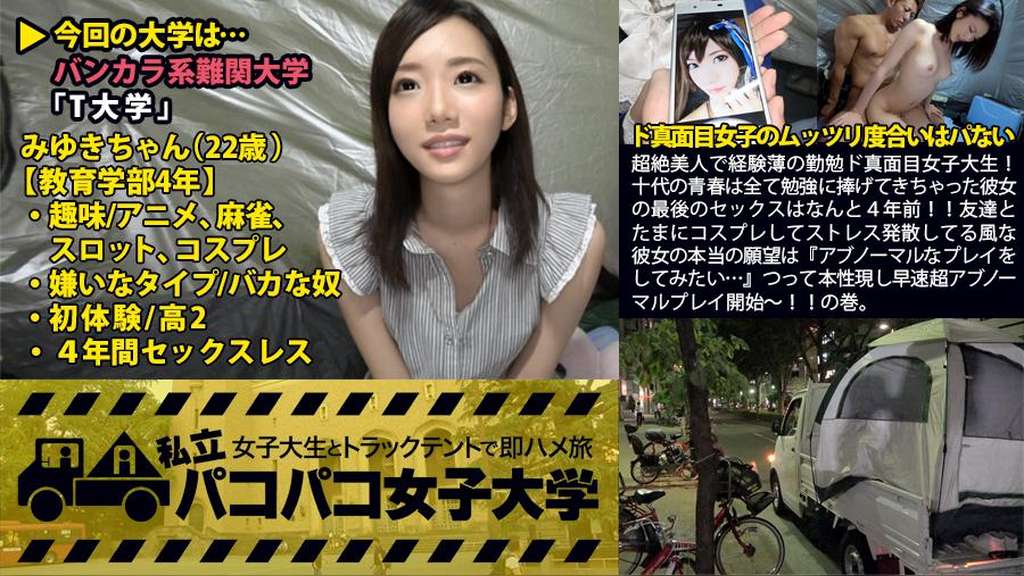 ▶今回の大学は…
バンカラ系難関大学
「T大学」
みゆきちゃん（22歳）
【教育学部4年】
・趣味/アニメ、麻雀、
スロット、コスプレ
・嫌いなタイプ/バカな奴
・初体験/高2
・４年間セックスレス
私立 女子大生とトラックテントで即ハメ旅
パコパコ女子大学
ド真面目女子のムッツリ度合いはパない
超絶美人で経験薄の勤勉ド真面目女子大生！
十代の青春は全て勉強に捧げてきちゃった彼女
の最後のセックスはなんと４年前！！友達と
たまにコスプレしてストレス発散してる風な
彼女の本当の願望は『アブノーマルなプレイを
してみたい…』つって本性現し早速超アブノー
マルプレイ開始～！！の巻。